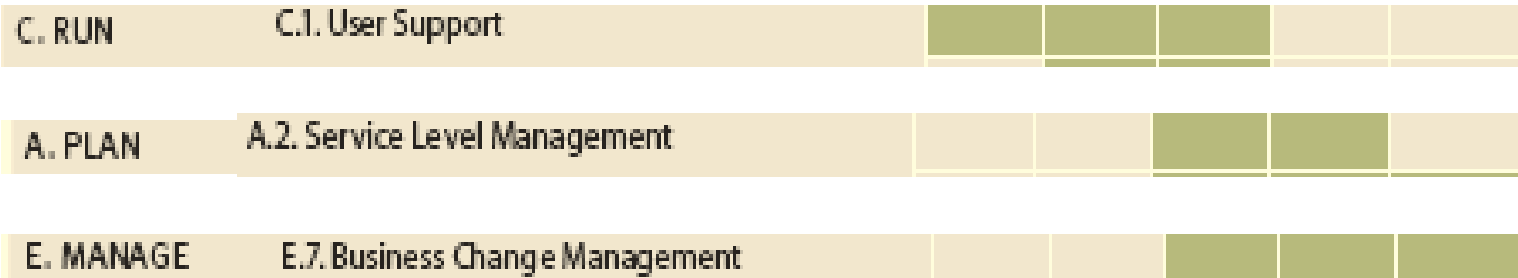 C. RUN C.1. User Support
A. PLAN A.2. Service Level Management
E. MANAGE E.7. Business Change Management